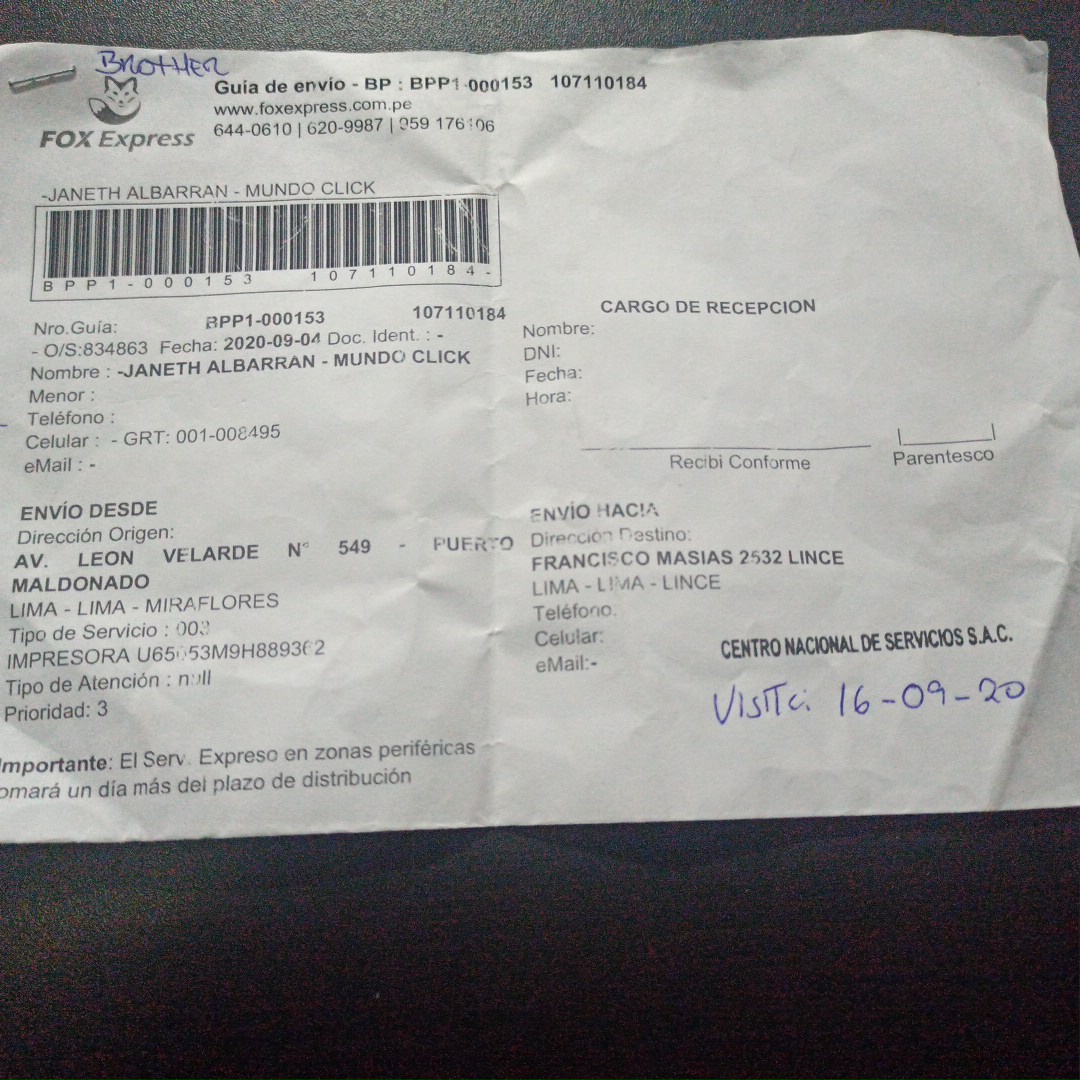 BROTHER
FOX Express
Guía de envío - BP : BPP1-000153 107110184
www.foxexpress.com.pe
644-0610 | 620-9987 | 959 176106
-JANETH ALBARRAN - MUNDO CLICK
BPP1-000153 107110184-
Nro.Guía: BPP1-000153 107110184
- O/S:834863 Fecha: 2020-09-04 Doc. Ident. : -
Nombre : -JANETH ALBARRAN - MUNDO CLICK
Menor :
Teléfono :
Celular : - GRT: 001-008495
eMail : -
CARGO DE RECEPCION
Nombre:
DNI:
Fecha:
Hora:
Recibi Conforme
Parentesco
ENVÍO DESDE
Dirección Origen:
AV. LEON VELARDE N° 549 - PUERTO
MALDONADO
LIMA - LIMA - MIRAFLORES
Tipo de Servicio : 003
IMPRESORA
Tipo de Atención : null
Prioridad: 3
ENVÍO HACIA
Dirección Destino:
FRANCISCO MASIAS 2532 LINCE
LIMA - LIMA - LINCE
Teléfono:
Celular:
eMail:-
CENTRO NACIONAL DE SERVICIOS S.A.C.
VISITC: 16-09-20
Importante: El Serv. Expreso en zonas periféricas
omará un día más del plazo de distribución